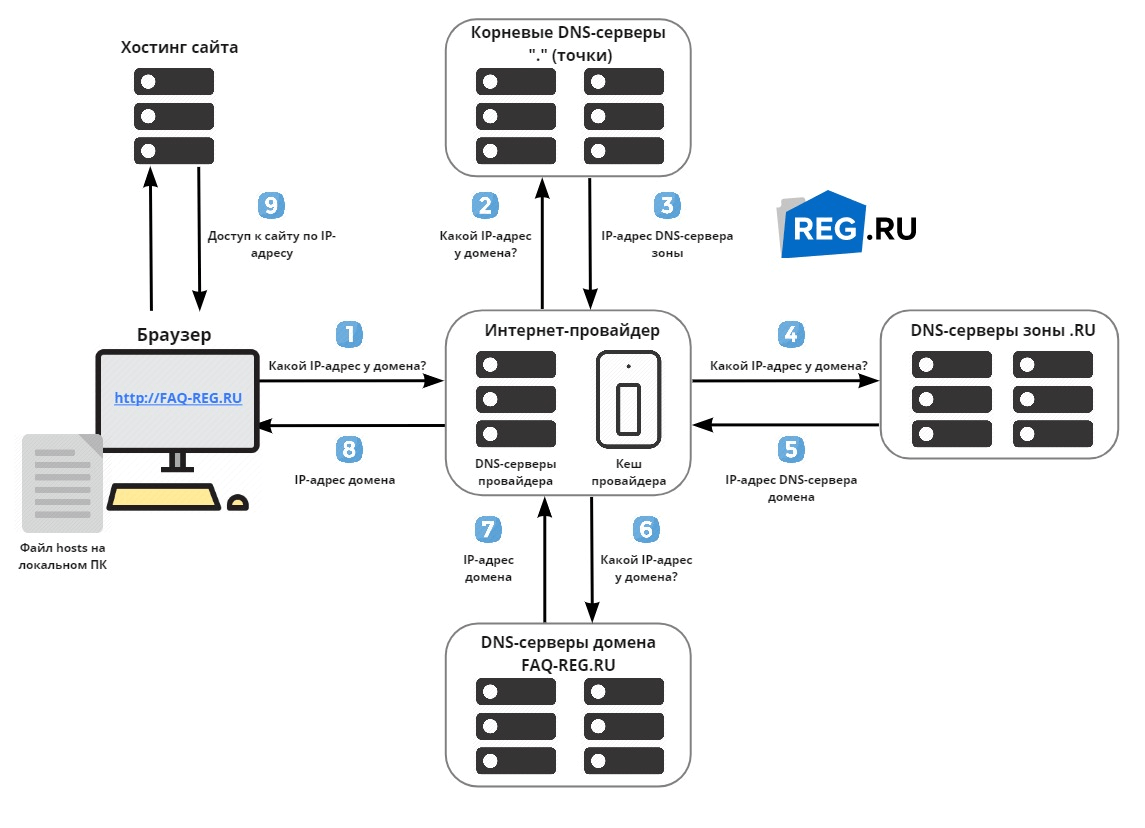 Хостинг сайта
Корневые DNS-серверы
"." (точки)
9
Доступ к сайту по IP-
адресу
2
Какой IP-адрес
у домена?
3
IP-адрес DNS-сервера
зоны
REG.RU
Браузер
http://FAQ-REG.RU
Файл hosts на
локальном ПК
1
Какой IP-адрес у домена?
8
IP-адрес домена
Интернет-провайдер
DNS-серверы
провайдера
Кеш
провайдера
4
Какой IP-адрес у домена?
5
IP-адрес DNS-сервера
домена
DNS-серверы зоны .RU
7
IP-адрес
домена
6
Какой IP-адрес
у домена?
DNS-серверы домена
FAQ-REG.RU